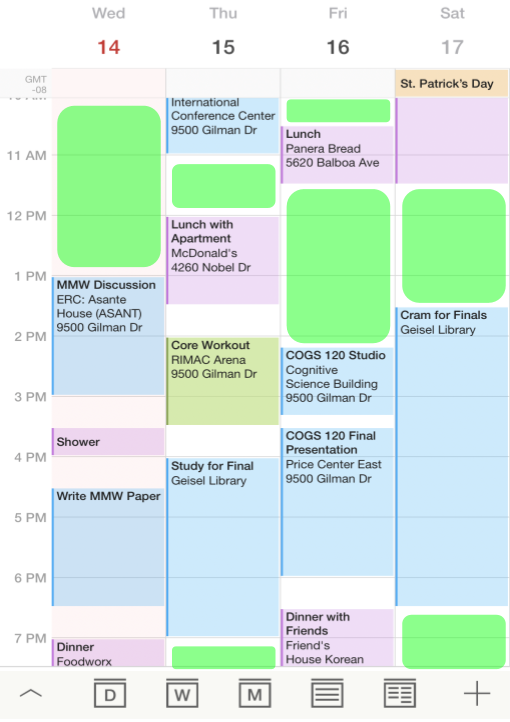 Wed Thu Fri Sat
14 15 16 17
GMT
-08
St. Patrick's Day
11 AM
12 PM
1 PM
2 PM
3 PM
4 PM
5 PM
6 PM
7 PM
MMW Discussion
ERC: Asante
House (ASANT)
9500 Gilman Dr
Shower
Write MMW Paper
Dinner
Foodworx
International
Conference Center
9500 Gilman Dr
Lunch with
Apartment
McDonald's
4260 Nobel Dr
Core Workout
RIMAC Arena
9500 Gilman Dr
Study for Final
Geisel Library
Lunch
Panera Bread
5620 Balboa Ave
COGS 120 Studio
Cognitive
Science Building
9500 Gilman Dr
COGS 120 Final
Presentation
Price Center East
9500 Gilman Dr
Dinner with
Friends
Friend's
House Korean
Cram for Finals
Geisel Library
D W M